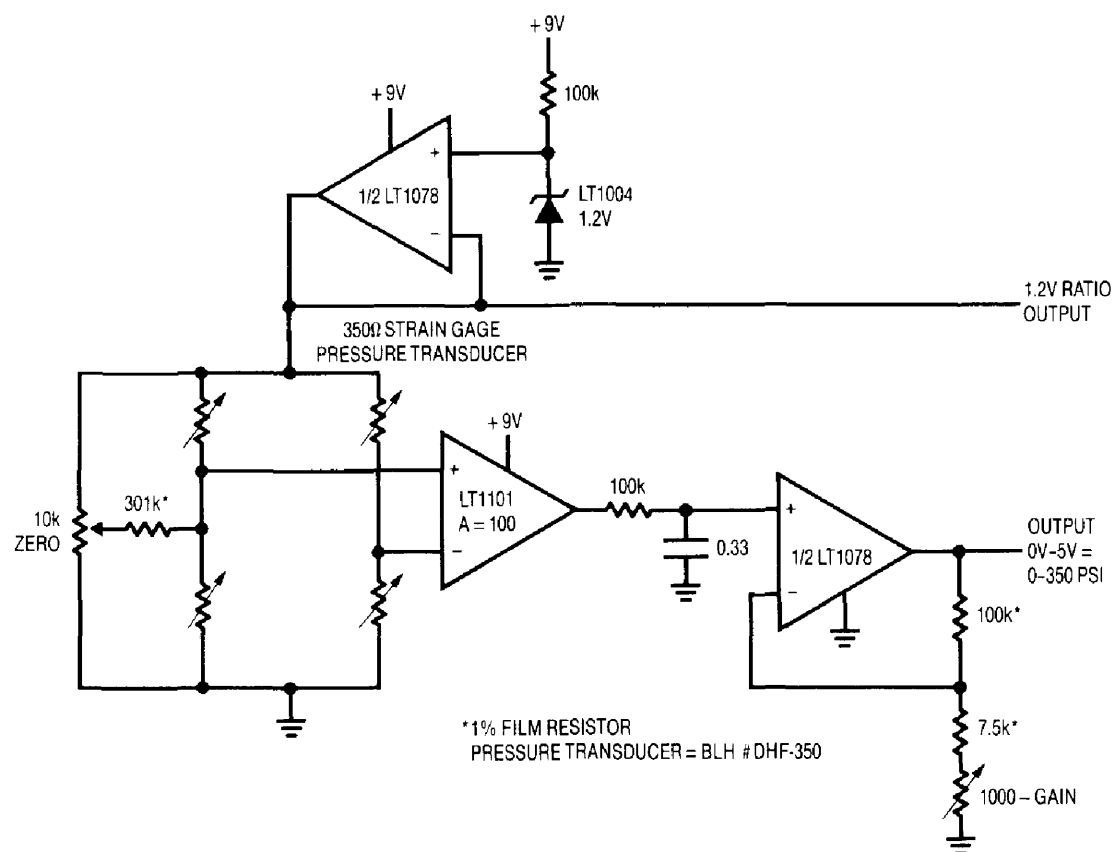 +9V
100k
+9V
+
1/2 LT1078
−
LT1004
1.2V
1.2V RATIO
OUTPUT
350Ω STRAIN GAGE
PRESSURE TRANSDUCER
+9V
+
LT1101
A = 100
−
301k*
10k
ZERO
100k
0.33
+
1/2 LT1078
−
OUTPUT
0V–5V =
0–350 PSI
100k*
7.5k*
1000 – GAIN
*1% FILM RESISTOR
PRESSURE TRANSDUCER = BLH #DHF-350